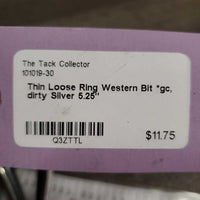 The Tack Collector
101019-30
Thin Loose Ring Western Bit *gc,
dirty Silver 5.25"
Q3ZTTL
$11.75